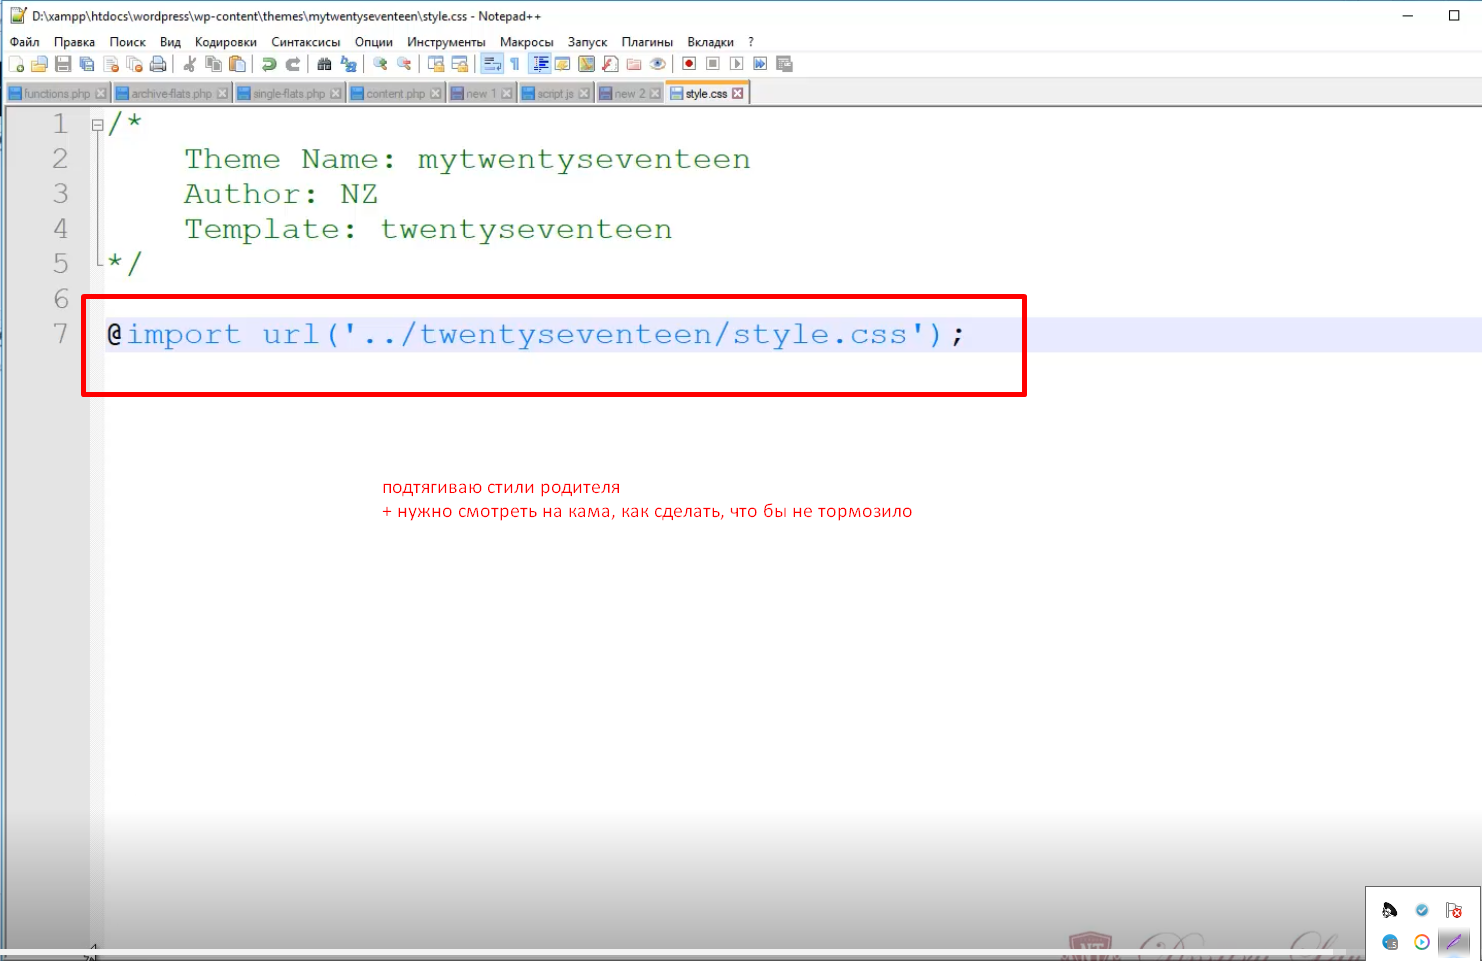 D:\xampp\htdocs\wordpress\wp-content\themes\mytwentyseventeen\style.css - Notepad++
Файл Правка Поиск Вид Кодировки Синтаксисы Опции Инструменты Макросы Запуск Плагины Вкладки ?
functions.php archive-flats.php single-flats.php content.php new 1 script.js new 2 style.css
1 /*
2 Theme Name: mytwentyseventeen
3 Author: NZ
4 Template: twentyseventeen
5 */
6
7 @import url('../twentyseventeen/style.css');
подтягиваю стили родителя
+ нужно смотреть на кама, как сделать, что бы не тормозило